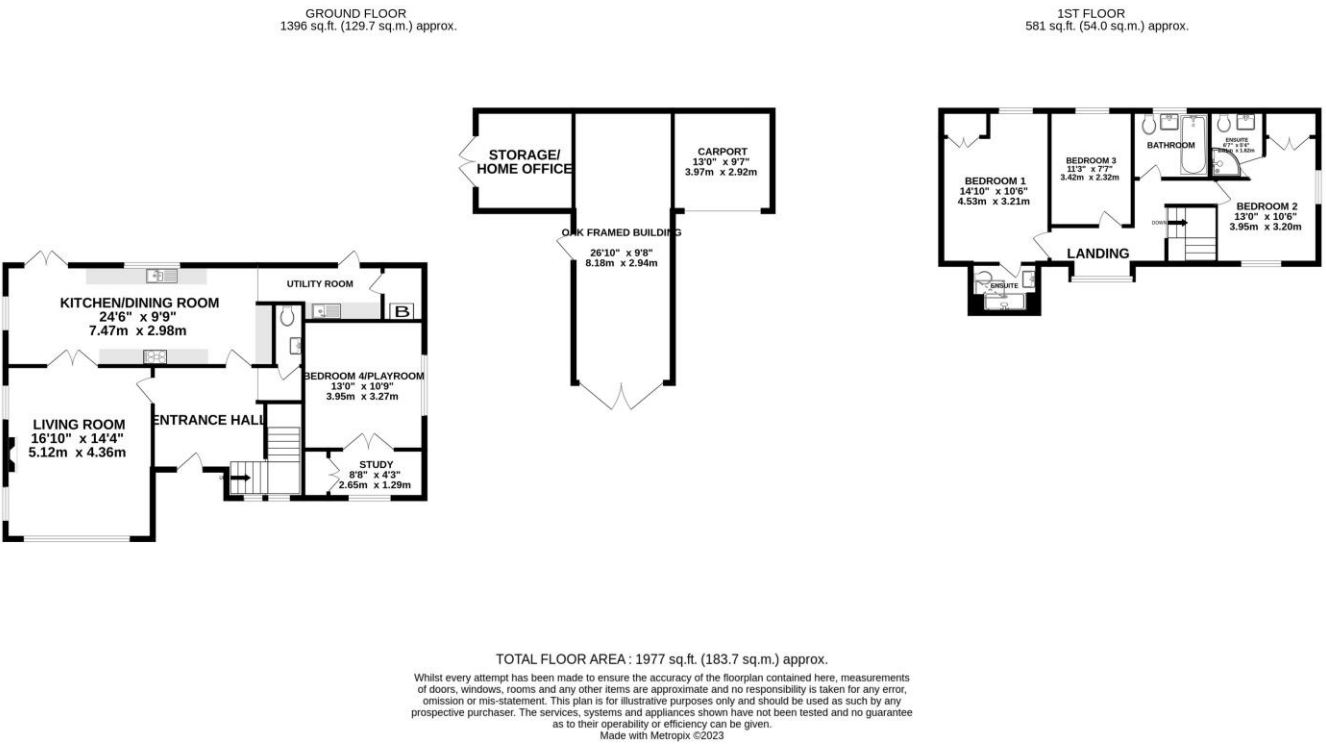 GROUND FLOOR
1396 sq.ft. (129.7 sq.m.) approx.
1ST FLOOR
581 sq.ft. (54.0 sq.m.) approx.
STORAGE/
HOME OFFICE
CARPORT
13'0" x 9'7"
3.97m x 2.92m
OAK FRAMED BUILDING
26'10" x 9'8"
8.18m x 2.94m
BEDROOM 1
14'10" x 10'6"
4.53m x 3.21m
BEDROOM 3
11'3" x 7'7"
3.42m x 2.32m
BATHROOM
ENSUITE
6'7" x 5'4"
BEDROOM 2
13'0" x 10'6"
3.95m x 3.20m
DOWN
LANDING
ENSUITE
KITCHEN/DINING ROOM
24'6" x 9'9"
7.47m x 2.98m
UTILITY ROOM
B
BEDROOM 4/PLAYROOM
13'0" x 10'9"
3.95m x 3.27m
LIVING ROOM
16'10" x 14'4"
5.12m x 4.36m
ENTRANCE HALL
STUDY
8'8" x 4'3"
2.65m x 1.29m
TOTAL FLOOR AREA : 1977 sq.ft. (183.7 sq.m.) approx.
Whilst every attempt has been made to ensure the accuracy of the floorplan contained here, measurements
of doors, windows, rooms and any other items are approximate and no responsibility is taken for any error,
omission or mis-statement. This plan is for illustrative purposes only and should be used as such by any
prospective purchaser. The services, systems and appliances shown have not been tested and no guarantee
as to their operability or efficiency can be given.
Made with Metropix ©2023